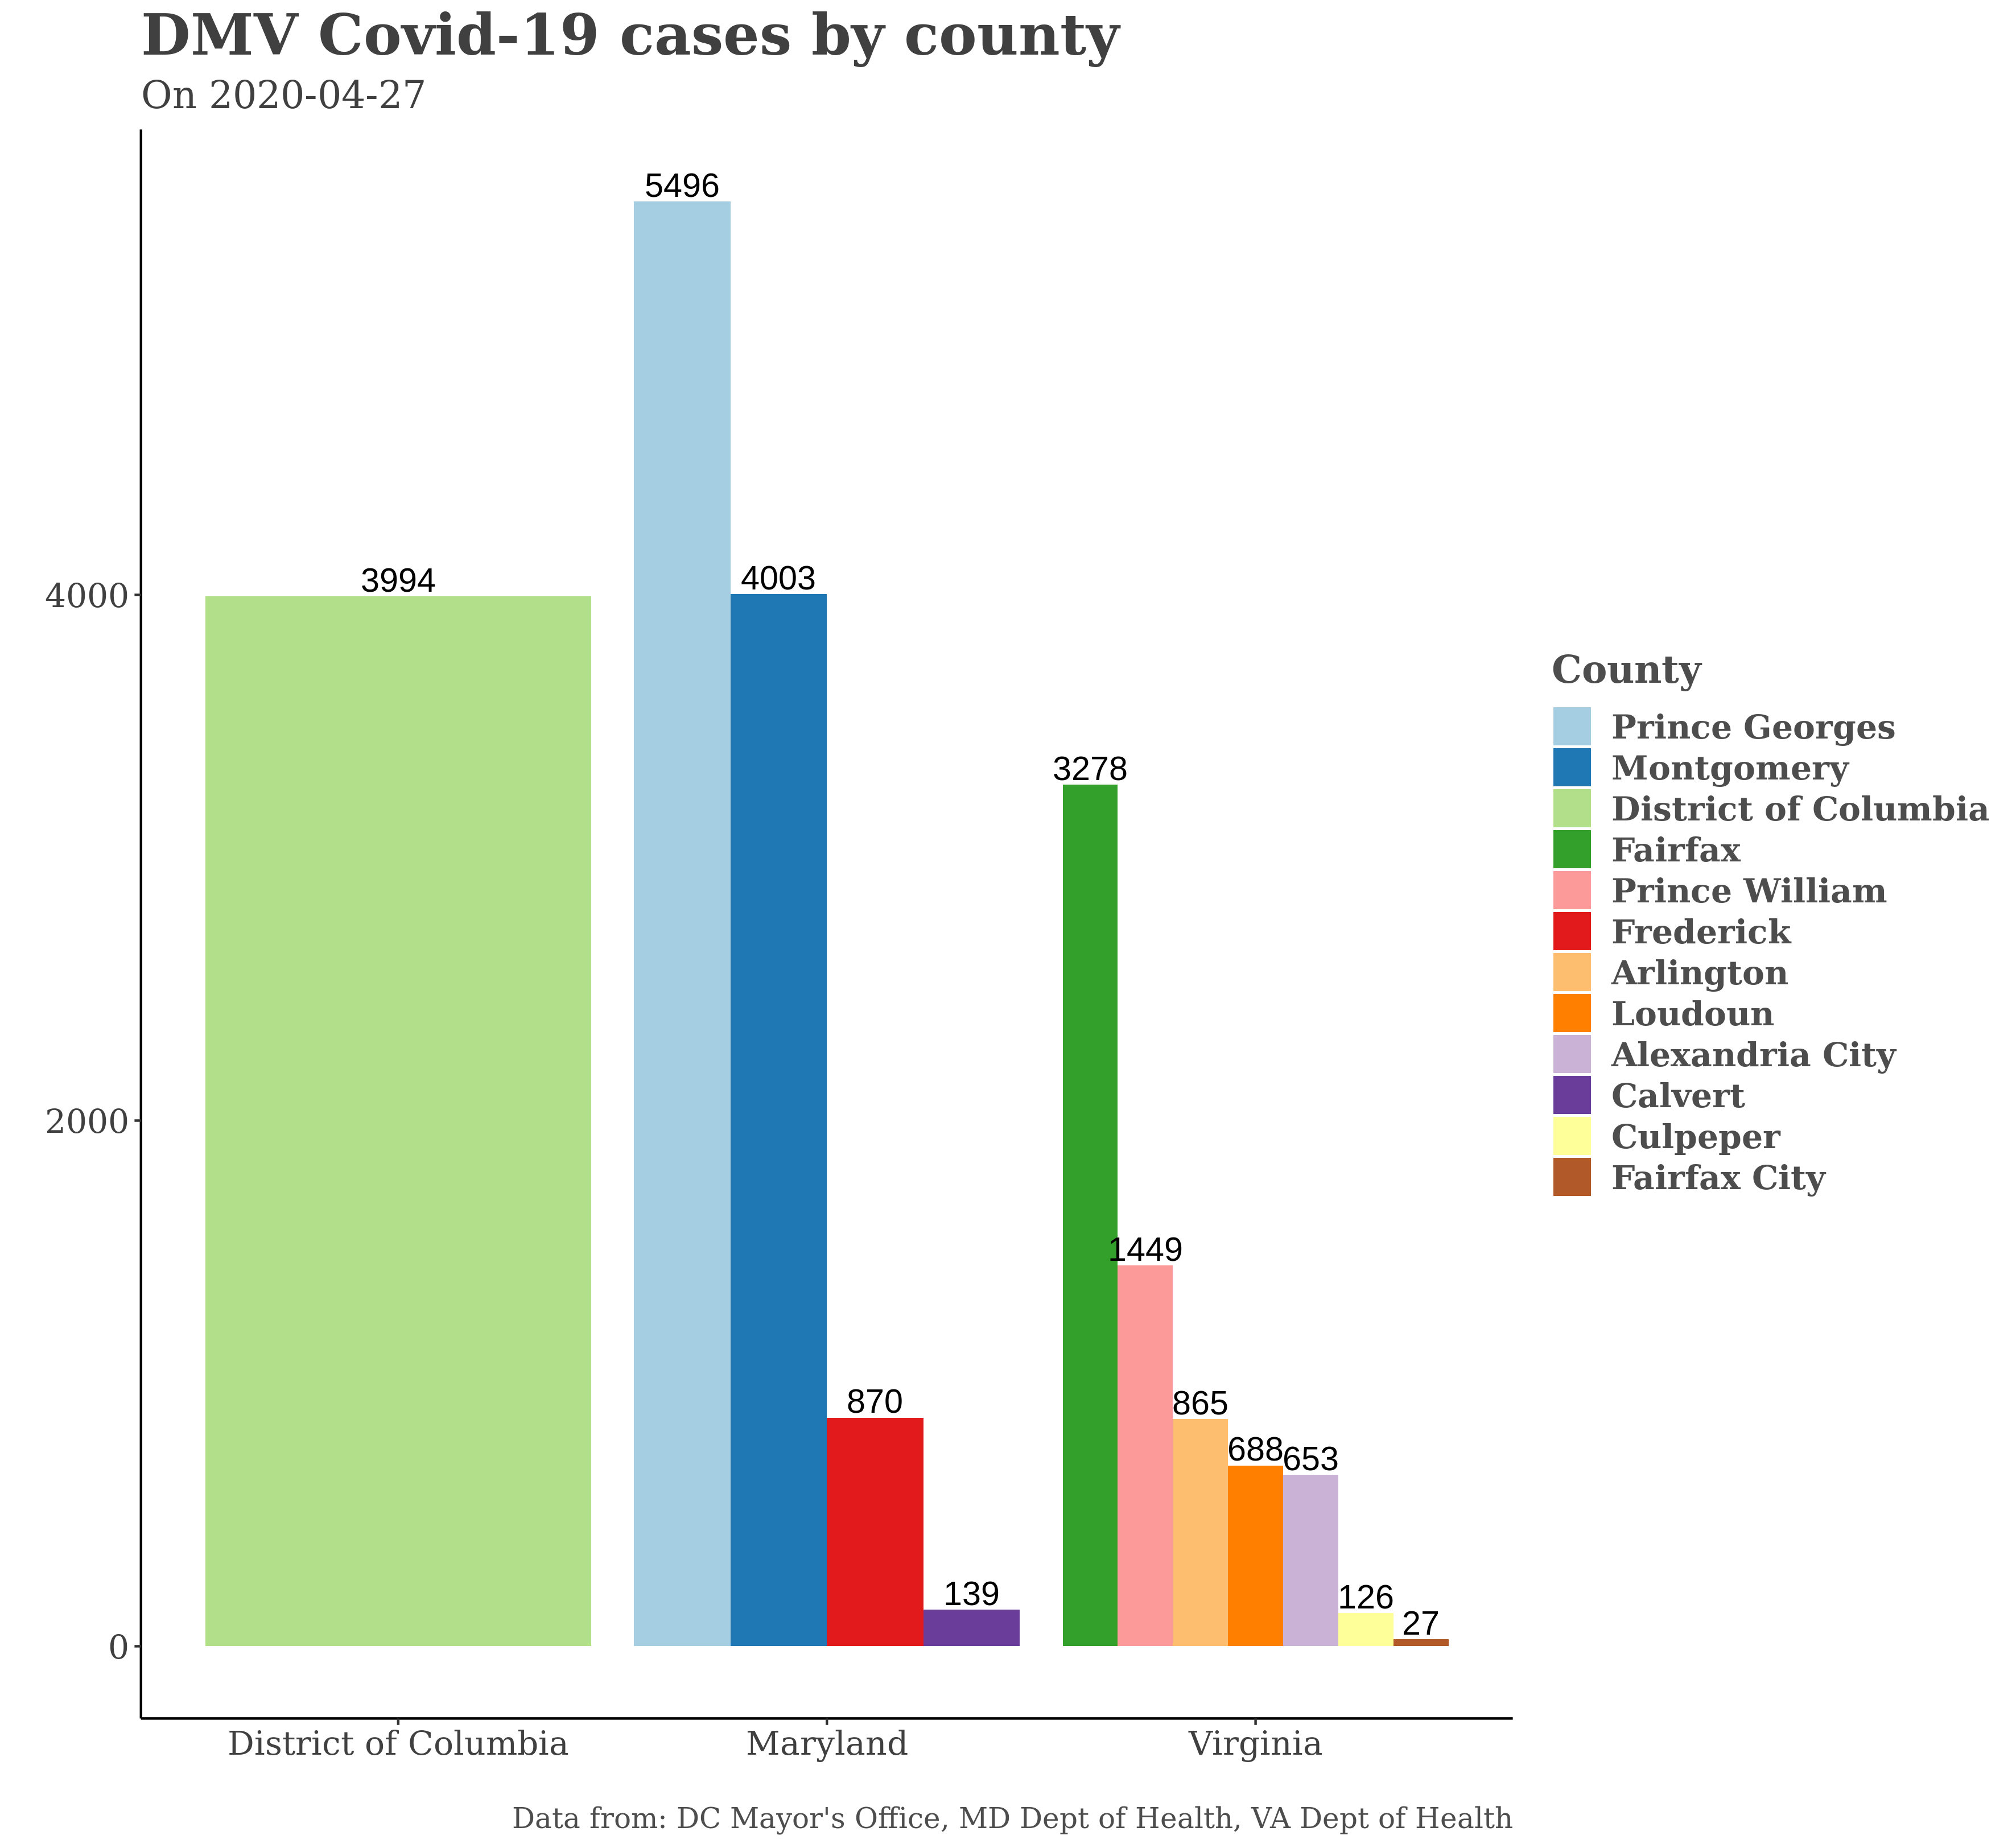 DMV Covid-19 cases by county
On 2020-04-27
5496
3994
4003
4000
3278
County
Prince Georges
Montgomery
District of Columbia
Fairfax
Prince William
Frederick
Arlington
Loudoun
Alexandria City
Calvert
Culpeper
Fairfax City
2000
1449
870
865
688
653
139
126
27
0
District of Columbia
Maryland
Virginia
Data from: DC Mayor's Office, MD Dept of Health, VA Dept of Health